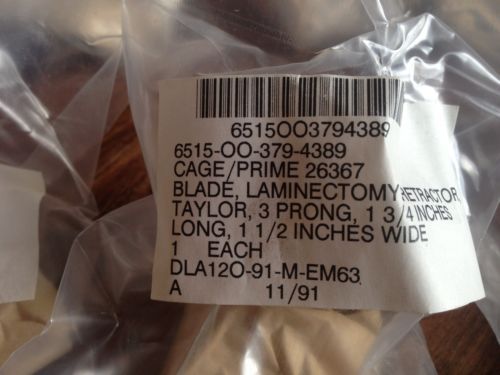 6515OO3794389
6515-OO-379-4389
CAGE/PRIME 26367
BLADE, LAMINECTOMY RETRACTOR,
TAYLOR, 3 PRONG, 1 3/4 INCHES
LONG, 1 1/2 INCHES WIDE
1 EACH
DLA12O-91-M-EM63
A 11/91